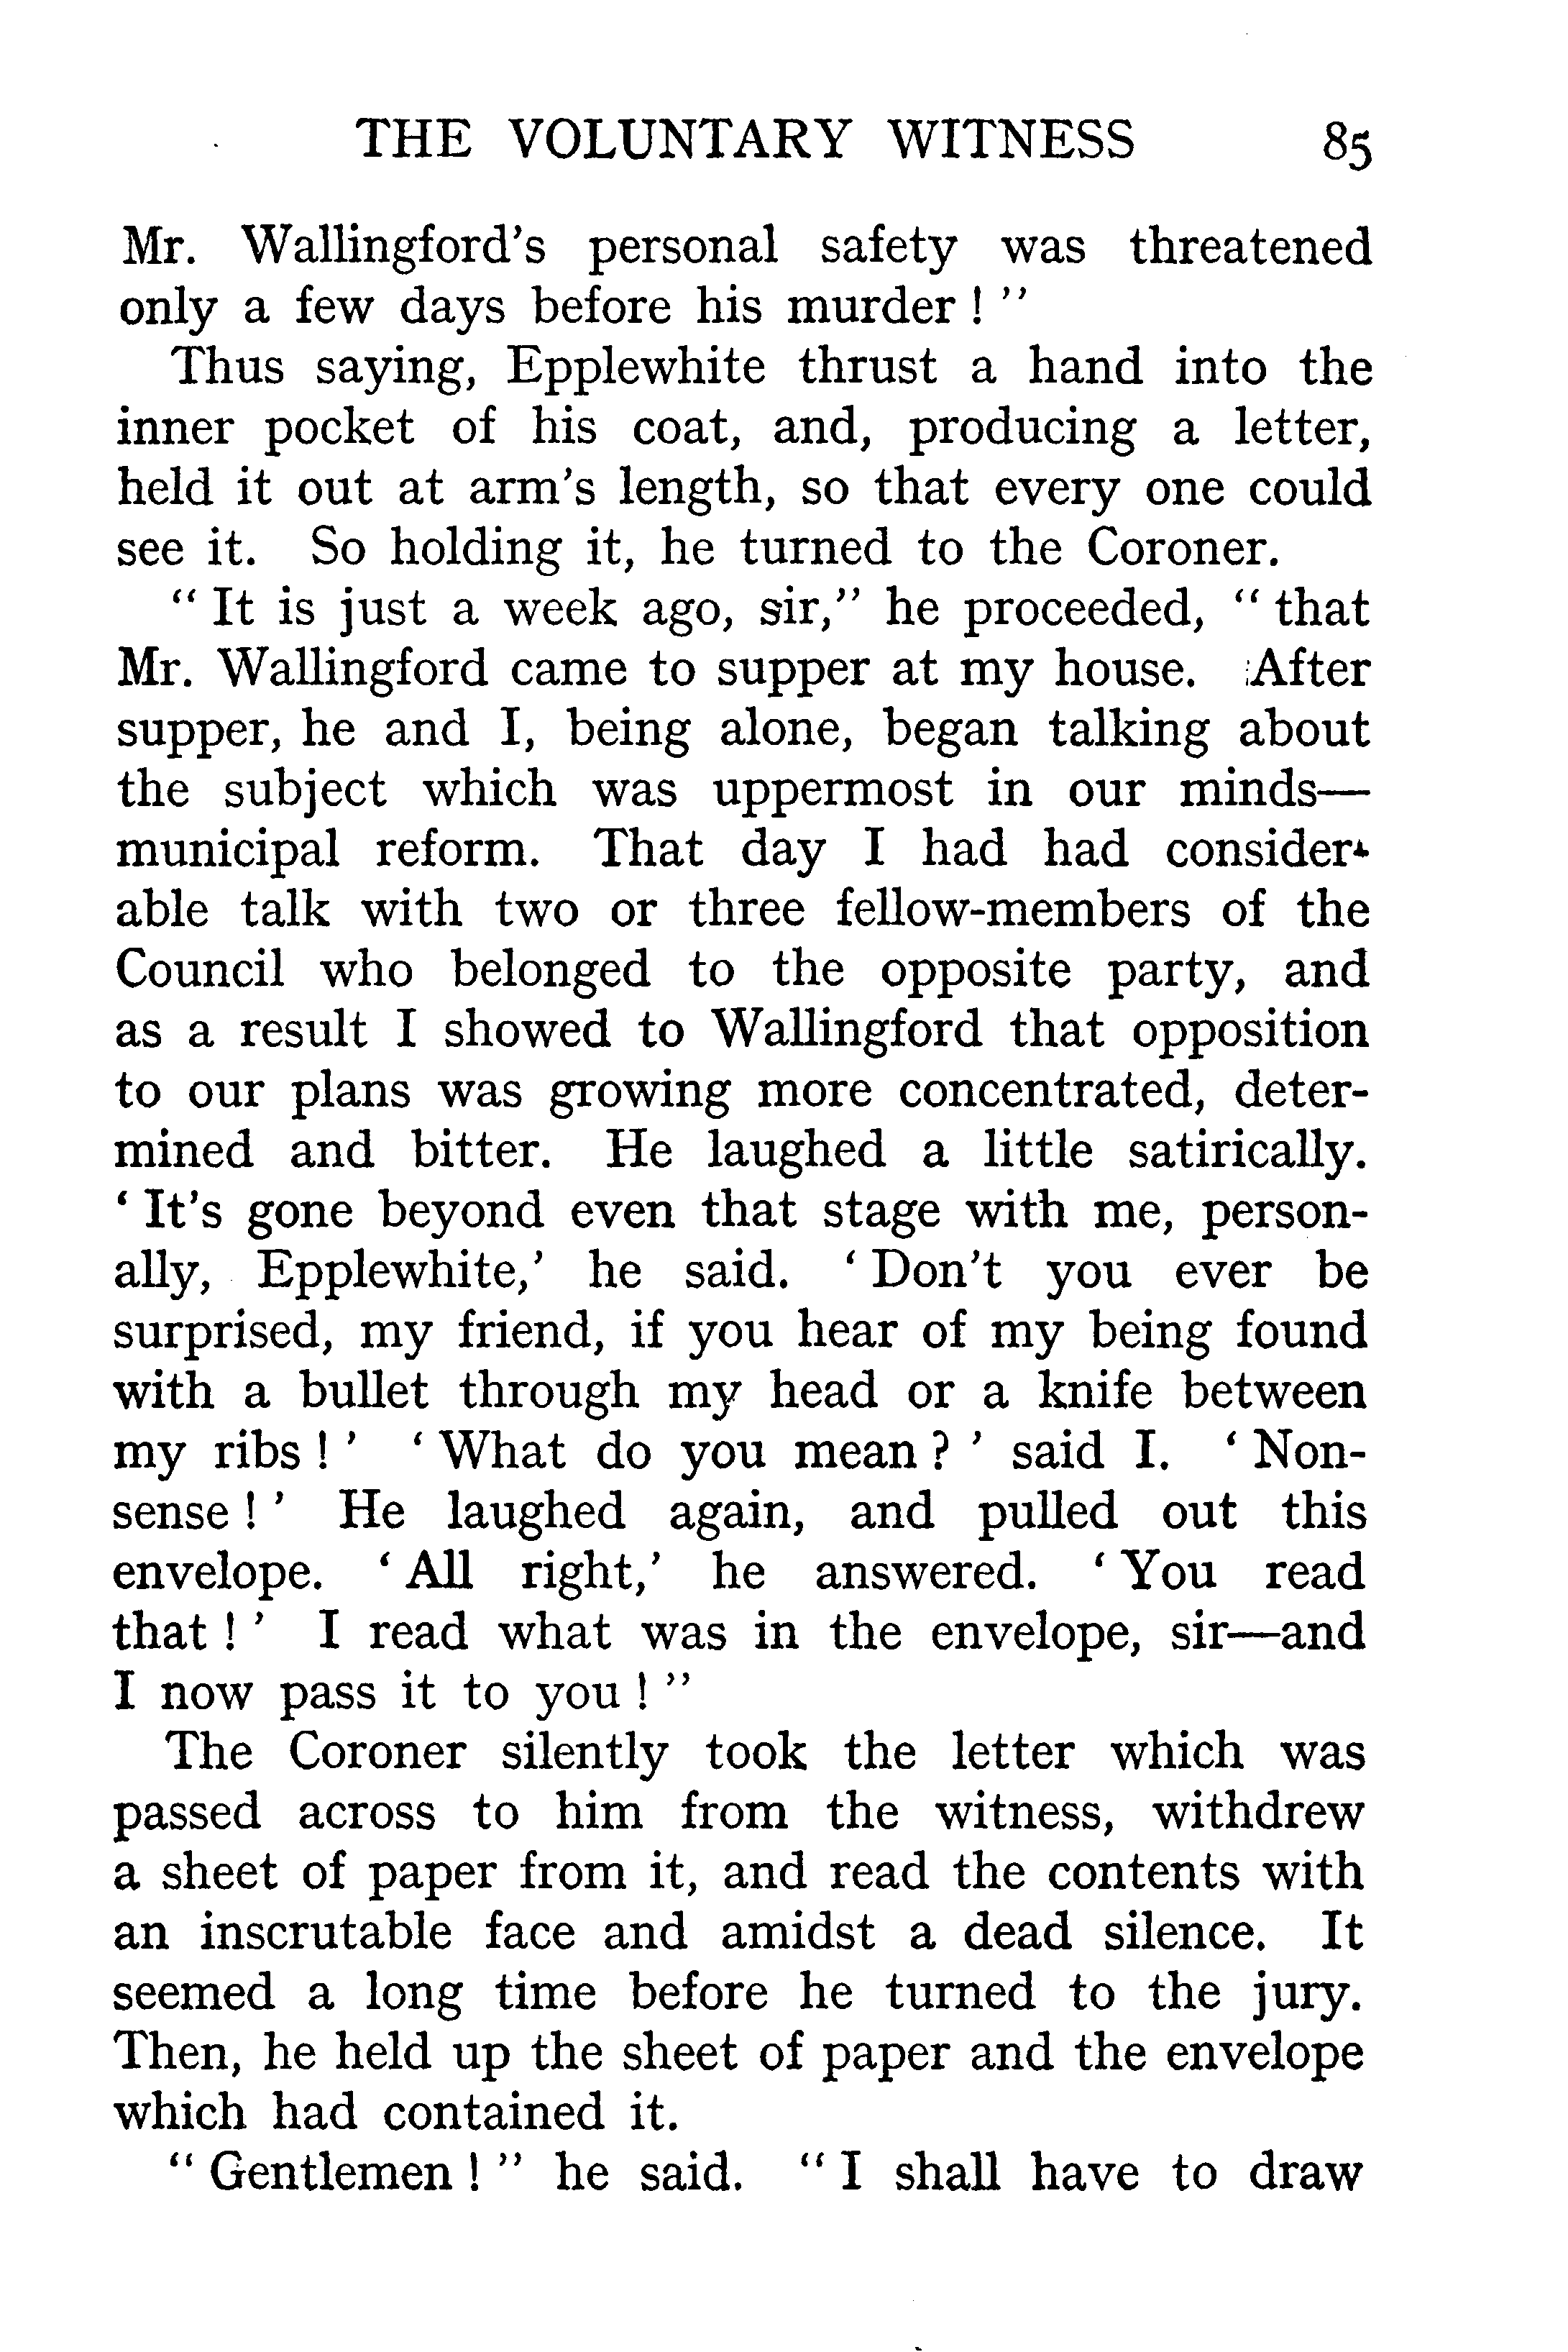 THE VOLUNTARY WITNESS 85
Mr. Wallingford's personal safety was threatened
only a few days before his murder ! ”
Thus saying, Epplewhite thrust a hand into the
inner pocket of his coat, and, producing a letter,
held it out at arm's length, so that every one could
see it. So holding it, he turned to the Coroner.
“ It is just a week ago, sir,” he proceeded, “ that
Mr. Wallingford came to supper at my house. After
supper, he and I, being alone, began talking about
the subject which was uppermost in our minds—
municipal reform. That day I had had consider-
able talk with two or three fellow-members of the
Council who belonged to the opposite party, and
as a result I showed to Wallingford that opposition
to our plans was growing more concentrated, deter-
mined and bitter. He laughed a little satirically.
‘ It's gone beyond even that stage with me, person-
ally, Epplewhite,’ he said. ‘ Don't you ever be
surprised, my friend, if you hear of my being found
with a bullet through my head or a knife between
my ribs ! ’ ‘ What do you mean ? ’ said I. ‘ Non-
sense ! ’ He laughed again, and pulled out this
envelope. ‘ All right,’ he answered. ‘ You read
that ! ’ I read what was in the envelope, sir—and
I now pass it to you ! ”
The Coroner silently took the letter which was
passed across to him from the witness, withdrew
a sheet of paper from it, and read the contents with
an inscrutable face and amidst a dead silence. It
seemed a long time before he turned to the jury.
Then, he held up the sheet of paper and the envelope
which had contained it.
“ Gentlemen ! ” he said. “ I shall have to draw